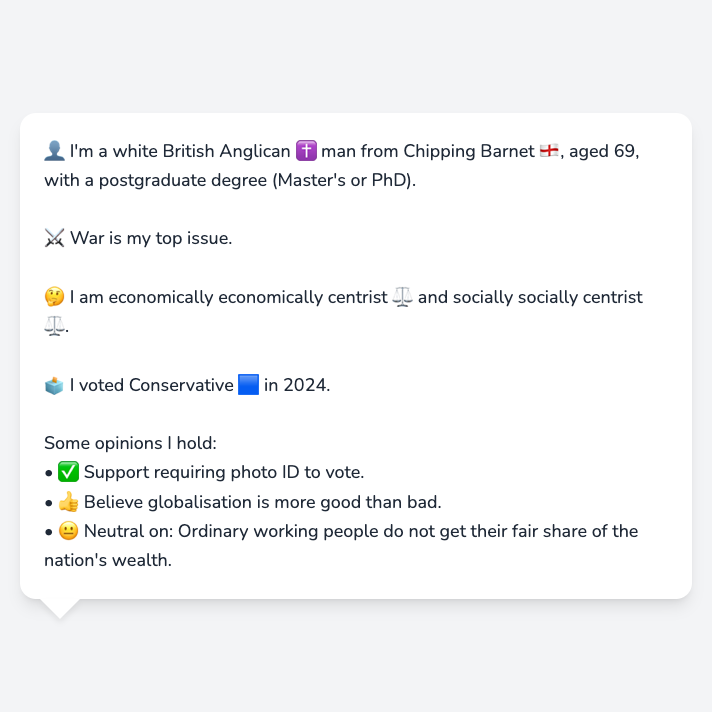 👤 I'm a white British Anglican ✝️ man from Chipping Barnet 🏴󠁧󠁢󠁥󠁮󠁧󠁿, aged 69,
with a postgraduate degree (Master's or PhD).
⚔️ War is my top issue.
🤔 I am economically economically centrist ⚖️ and socially socially centrist
⚖️.
🗳️ I voted Conservative 🟦 in 2024.
Some opinions I hold:
• ✅ Support requiring photo ID to vote.
• 👍 Believe globalisation is more good than bad.
• 😐 Neutral on: Ordinary working people do not get their fair share of the
nation's wealth.